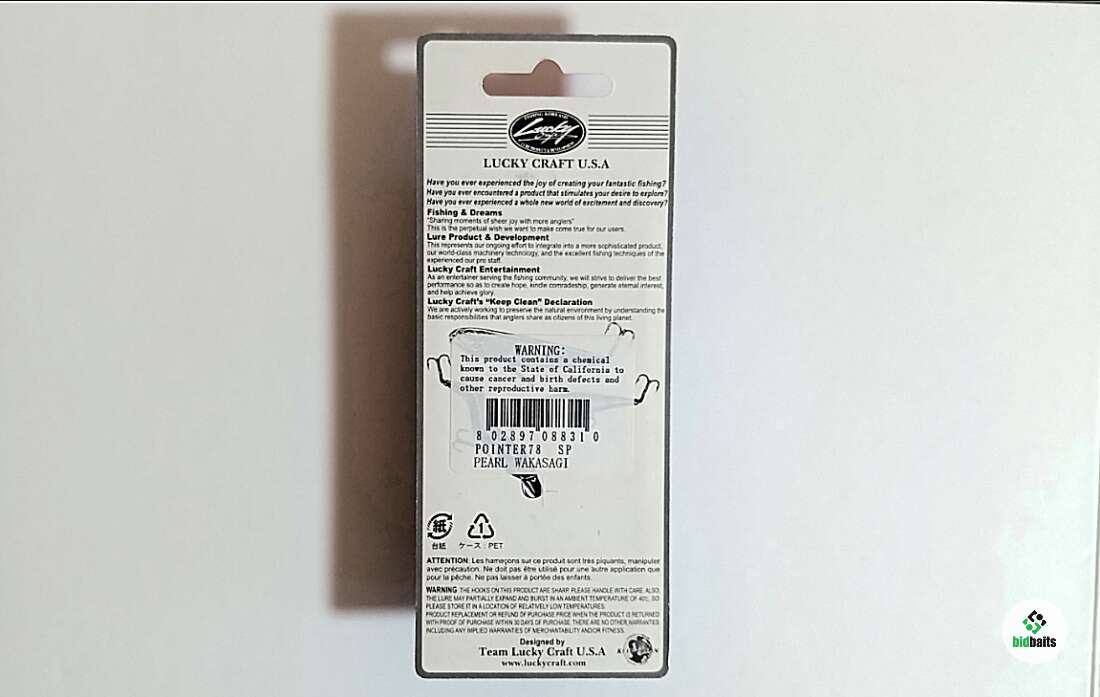 Lucky
Craft
LUCKY CRAFT U.S.A
Have you ever experienced the joy of creating your fantastic fishing?
Have you ever encountered a product that stimulates your desire to explore?
Have you ever experienced a whole new world of excitement and discovery?
Fishing & Dreams
"Sharing moments of sheer joy with more anglers"
This is the perpetual wish we want to make come true for our users.
Lure Product & Development
This represents our ongoing effort to integrate into a more sophisticated product,
our world-class machinery technology, and the excellent fishing techniques of the
experienced our pro staff.
Lucky Craft Entertainment
As an entertainer serving the fishing community, we will strive to deliver the best
performance so as to create hope, kindle comradeship, generate eternal interest,
and help achieve glory.
Lucky Craft's "Keep Clean" Declaration
We are actively working to preserve the natural environment by understanding the
basic responsibilities that anglers share as citizens of this living planet.
WARNING:
This product contains a chemical
known to the State of California to
cause cancer and birth defects and
other reproductive harm.
8 02897 08831 0
POINTER78 SP
PEARL WAKASAGI
紙 1
台紙 ケース：PET
ATTENTION: Les hameçons sur ce produit sont très piquants, manipuler
avec précaution. Ne doit pas être utilisé pour une autre application que
pour la pêche. Ne pas laisser à portée des enfants.
WARNING THE HOOKS ON THIS PRODUCT ARE SHARP. PLEASE HANDLE WITH CARE. ALSO,
THE LURE MAY PARTIALLY EXPAND AND BURST IN AN AMBIENT TEMPERATURE OF 40℃, SO
PLEASE STORE IT IN A LOCATION OF RELATIVELY LOW TEMPERATURES.
PRODUCT REPLACEMENT OR REFUND OF PURCHASE PRICE WHEN THE PRODUCT IS RETURNED
WITH PROOF OF PURCHASE WITHIN 30 DAYS OF PURCHASE. THERE ARE NO OTHER WARRANTIES
INCLUDING ANY IMPLIED WARRANTIES OF MERCHANTABILITY AND/OR FITNESS.
Designed by
Team Lucky Craft U.S.A
www.luckycraft.com
bidbaits